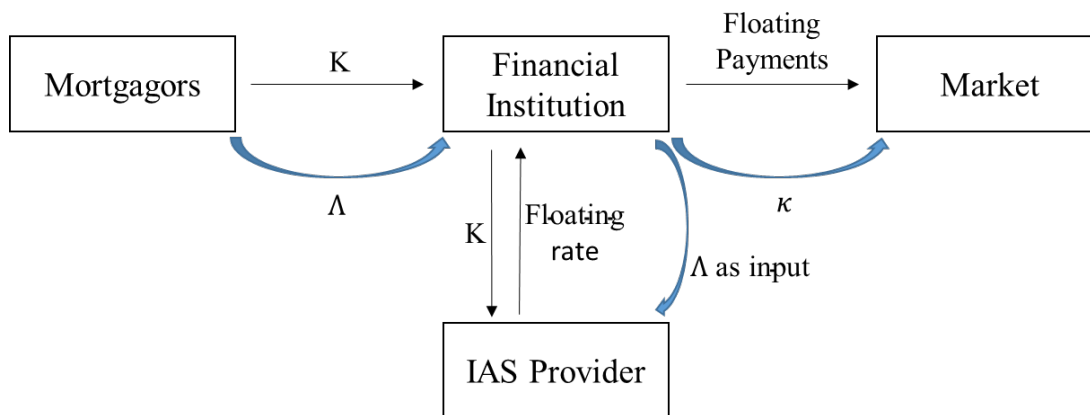 Floating
Payments
Mortgagors
K
Financial
Institution
Market
Λ
κ
K
Floating
rate
Λ as input
IAS Provider